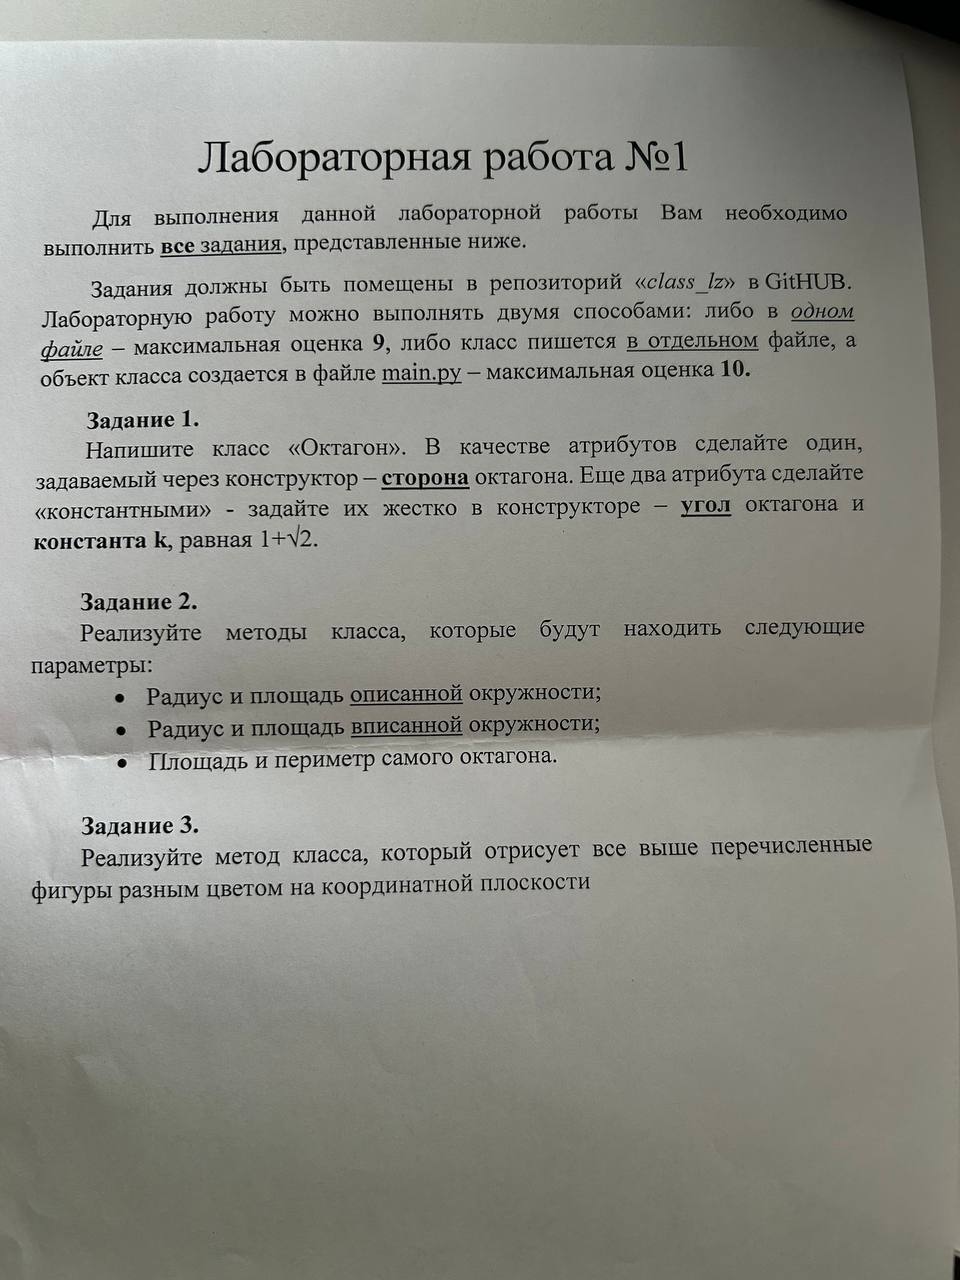 Лабораторная работа №1
Для выполнения данной лабораторной работы Вам необходимо
выполнить все задания, представленные ниже.
Задания должны быть помещены в репозиторий «class_lz» в GitHUB.
Лабораторную работу можно выполнять двумя способами: либо в одном
файле – максимальная оценка 9, либо класс пишется в отдельном файле, а
объект класса создается в файле main.py – максимальная оценка 10.
Задание 1.
Напишите класс «Октагон». В качестве атрибутов сделайте один,
задаваемый через конструктор – сторона октагона. Еще два атрибута сделайте
«константными» - задайте их жестко в конструкторе – угол октагона и
константа k, равная 1+√2.
Задание 2.
Реализуйте методы класса, которые будут находить следующие
параметры:
• Радиус и площадь описанной окружности;
• Радиус и площадь вписанной окружности;
• Площадь и периметр самого октагона.
Задание 3.
Реализуйте метод класса, который отрисует все выше перечисленные
фигуры разным цветом на координатной плоскости